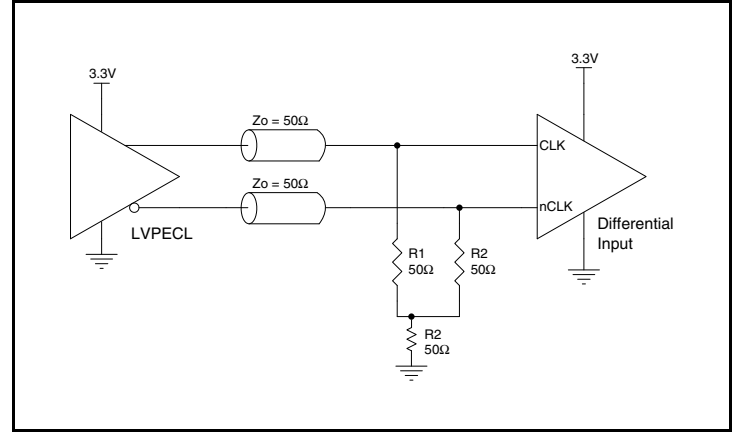 3.3V
3.3V
Zo = 50Ω
CLK
Zo = 50Ω
nCLK
LVPECL
Differential
Input
R1
50Ω
R2
50Ω
R2
50Ω